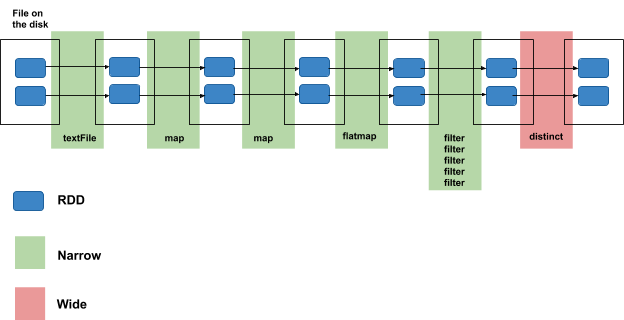 File on
the disk
textFile
map
map
flatmap
filter
filter
filter
filter
filter
distinct
RDD
Narrow
Wide